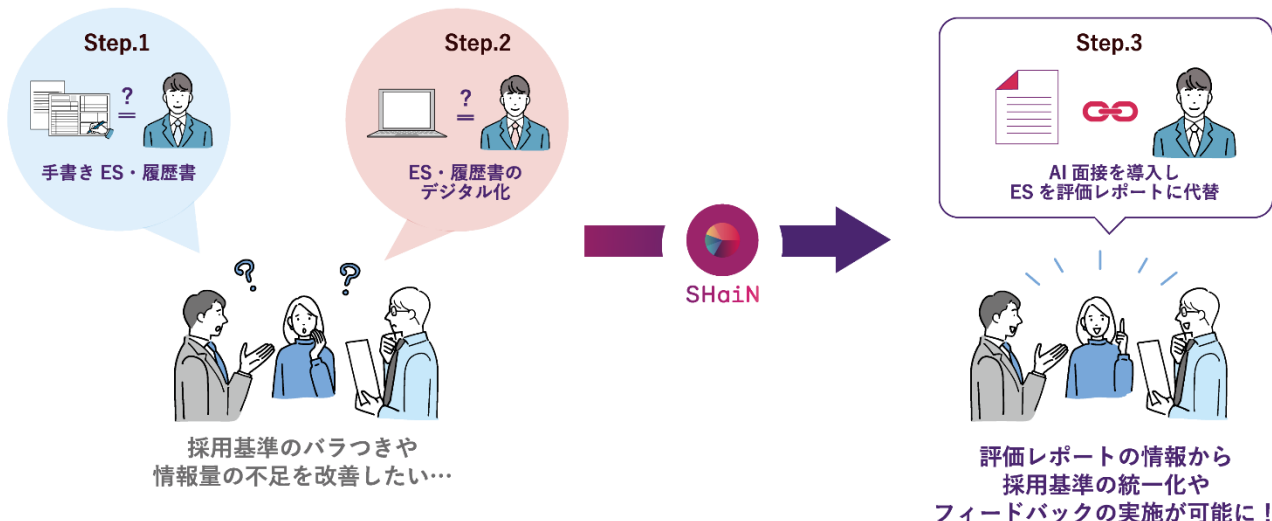 Step.1
?
=
手書き ES・履歴書
Step.2
?
=
ES・履歴書の
デジタル化
採用基準のバラつきや
情報量の不足を改善したい…
SHaiN
Step.3
AI 面接を導入し
ES を評価レポートに代替
評価レポートの情報から
採用基準の統一化や
フィードバックの実施が可能に！